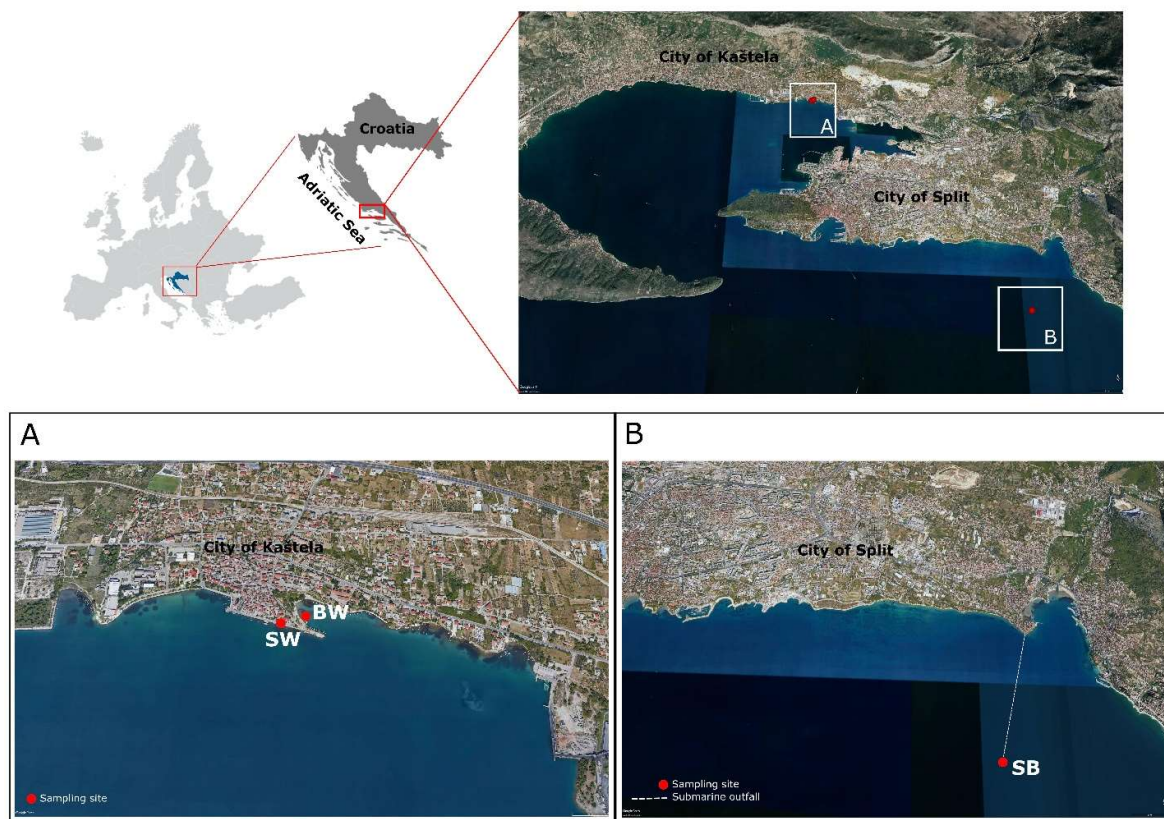 Croatia
Adriatic Sea
City of Kaštela
A
City of Split
B
A
City of Kaštela
BW
SW
Sampling site
B
City of Split
SB
Sampling site
Submarine outfall